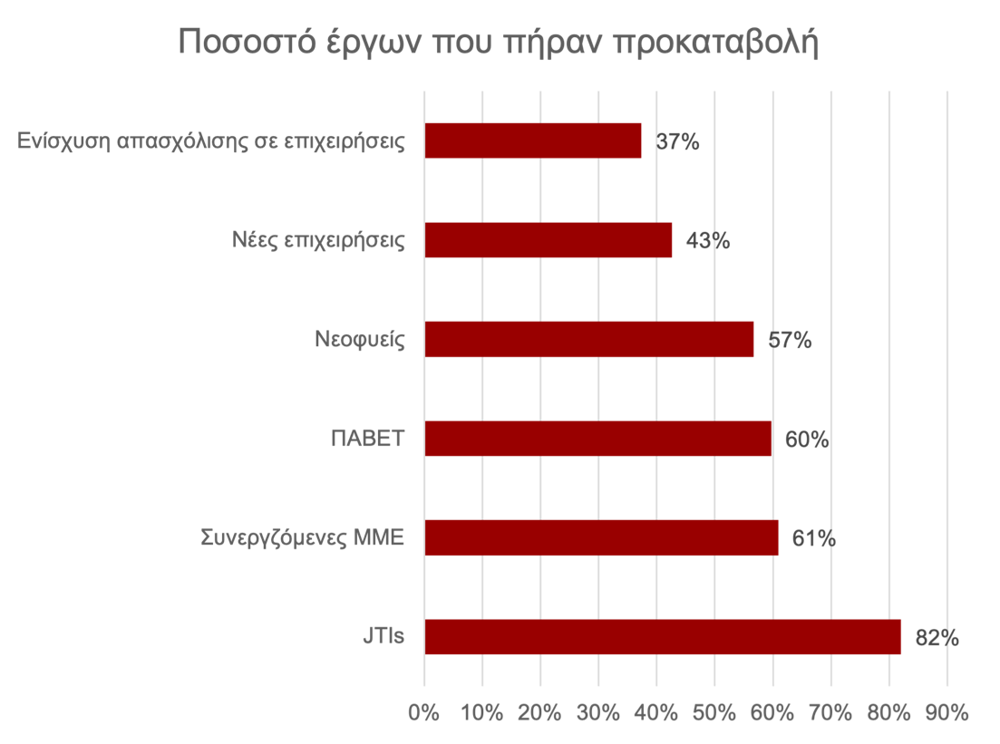 Ποσοστό έργων που πήραν προκαταβολή
Ενίσχυση απασχόλισης σε επιχειρήσεις
37%
Νέες επιχειρήσεις
43%
Νεοφυείς
57%
ΠΑΒΕΤ
60%
Συνεργζόμενες ΜΜΕ
61%
JTIs
82%
0% 10% 20% 30% 40% 50% 60% 70% 80% 90%